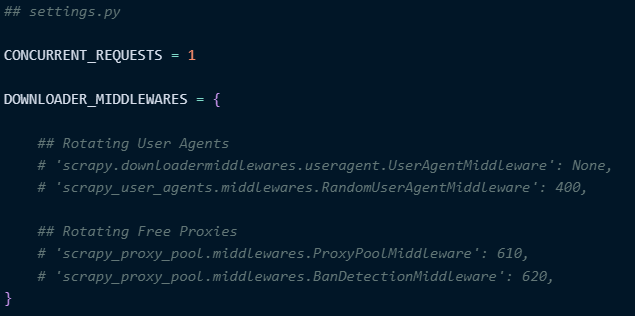 ## settings.py
CONCURRENT_REQUESTS = 1
DOWNLOADER_MIDDLEWARES = {
## Rotating User Agents
# 'scrapy.downloadermiddlewares.useragent.UserAgentMiddleware': None,
# 'scrapy_user_agents.middlewares.RandomUserAgentMiddleware': 400,
## Rotating Free Proxies
# 'scrapy_proxy_pool.middlewares.ProxyPoolMiddleware': 610,
# 'scrapy_proxy_pool.middlewares.BanDetectionMiddleware': 620,
}